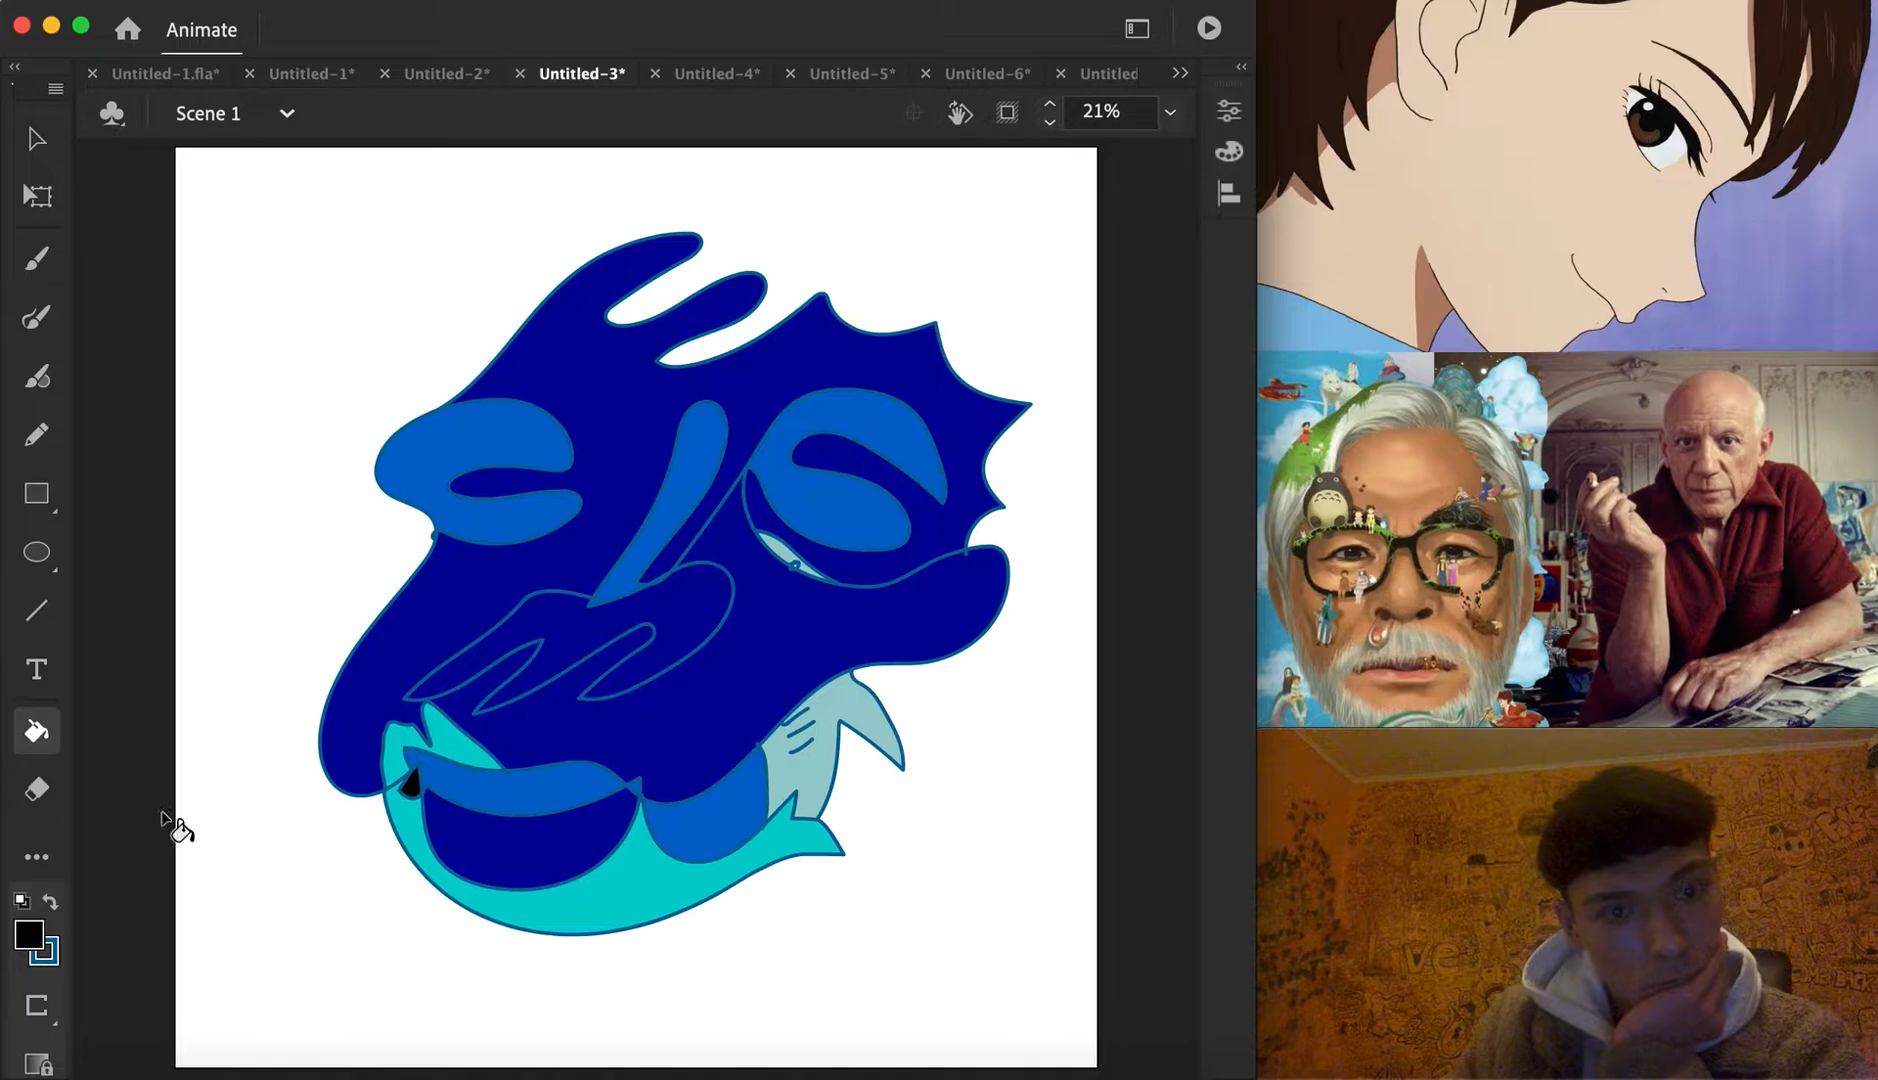 Animate
Untitled-1.fla* Untitled-1* Untitled-2* Untitled-3* Untitled-4* Untitled-5* Untitled-6* Untitled
Scene 1
21%
T
Live